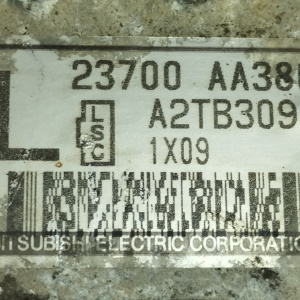 L
23700 AA38
LSC
A2TB309
1X09
ITSUBISHI ELECTRIC CORPORATION